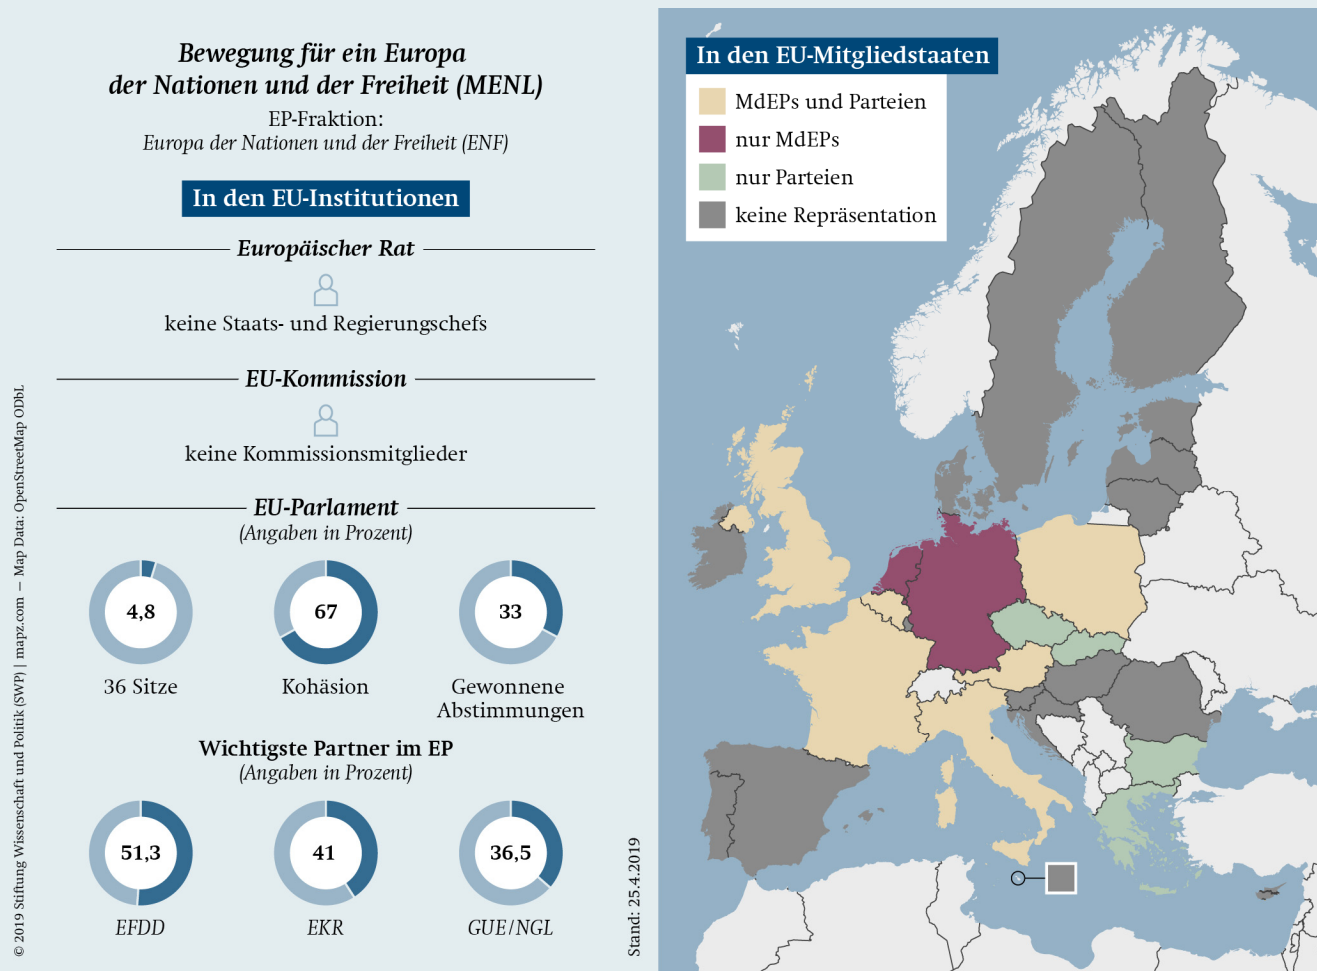 Bewegung für ein Europa
der Nationen und der Freiheit (MENL)
EP-Fraktion:
Europa der Nationen und der Freiheit (ENF)
In den EU-Institutionen
Europäischer Rat
keine Staats- und Regierungschefs
EU-Kommission
keine Kommissionsmitglieder
EU-Parlament
(Angaben in Prozent)
4,8
67
33
36 Sitze
Kohäsion
Gewonnene
Abstimmungen
Wichtigste Partner im EP
(Angaben in Prozent)
51,3
41
36,5
EFDD
EKR
GUE/NGL
© 2019 Stiftung Wissenschaft und Politik (SWP) | mapz.com – Map Data: OpenStreetMap ODbL
Stand: 25.4.2019
In den EU-Mitgliedstaaten
MdEPs und Parteien
nur MdEPs
nur Parteien
keine Repräsentation